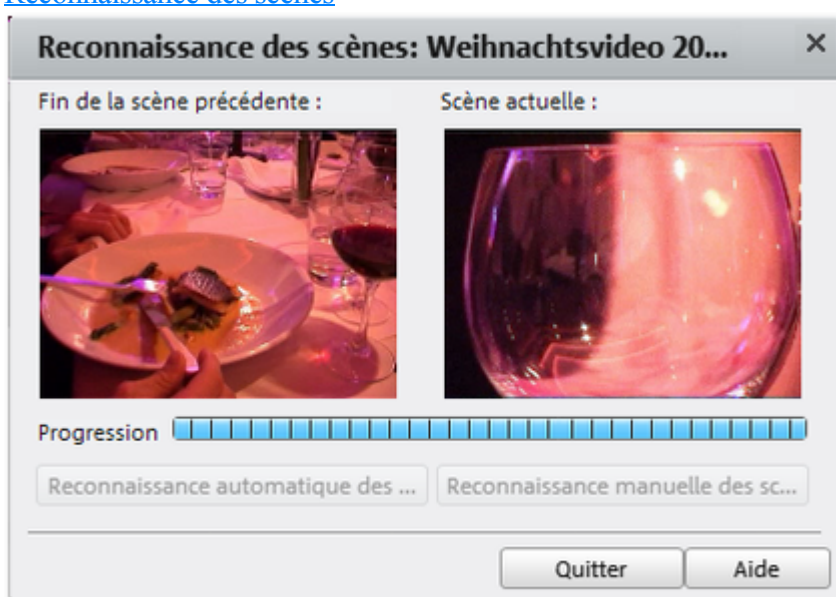 Reconnaissance des scènes
Reconnaissance des scènes: Weihnachtsvideo 20...
Fin de la scène précédente :
Scène actuelle :
Progression
Reconnaissance automatique des ...
Reconnaissance manuelle des sc...
Quitter
Aide